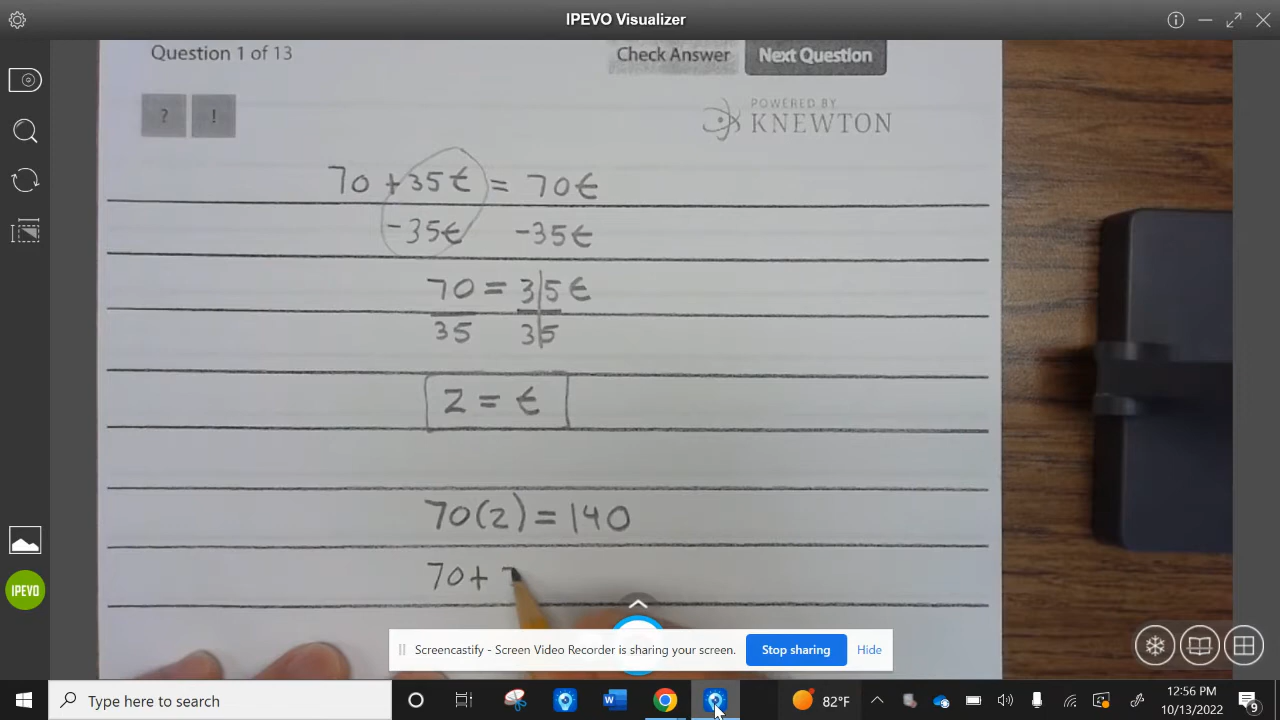 IPEVO Visualizer
Question 1 of 13
Check Answer
Next Question
?
!
POWERED BY
KNEWTON
70 + 35t = 70t
-35t -35t
70 = 35t
35 35
2 = t
70(2) = 140
70+
Screencastify - Screen Video Recorder is sharing your screen.
Stop sharing
Hide
IPEVO
Type here to search
W
82°F
12:56 PM
10/13/2022
9